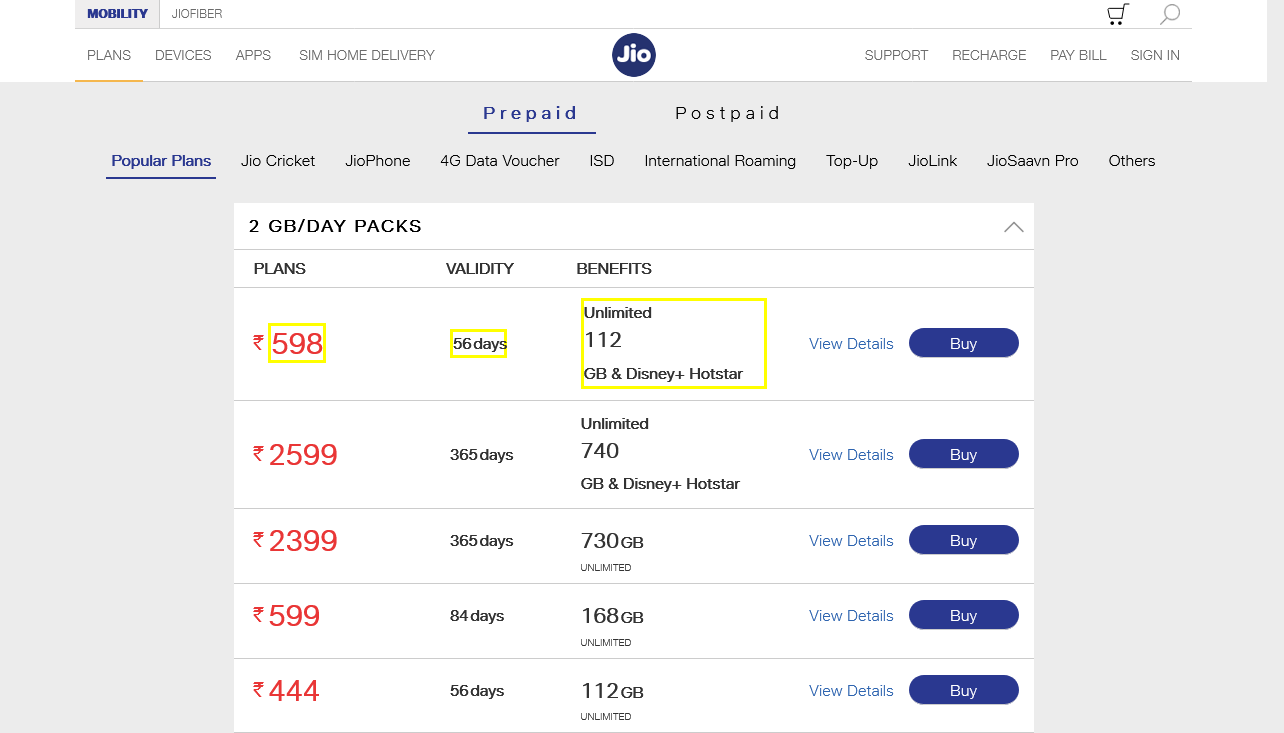 MOBILITY JIOFIBER
PLANS DEVICES APPS SIM HOME DELIVERY Jio SUPPORT RECHARGE PAY BILL SIGN IN
Prepaid Postpaid
Popular Plans Jio Cricket JioPhone 4G Data Voucher ISD International Roaming Top-Up JioLink JioSaavn Pro Others
2 GB/DAY PACKS
PLANS VALIDITY BENEFITS
Unlimited
₹ 598 56 days 112 View Details Buy
GB & Disney+ Hotstar
Unlimited
₹ 2599 365 days 740 View Details Buy
GB & Disney+ Hotstar
₹ 2399 365 days 730 GB View Details Buy
UNLIMITED
₹ 599 84 days 168 GB View Details Buy
UNLIMITED
₹ 444 56 days 112 GB View Details Buy
UNLIMITED